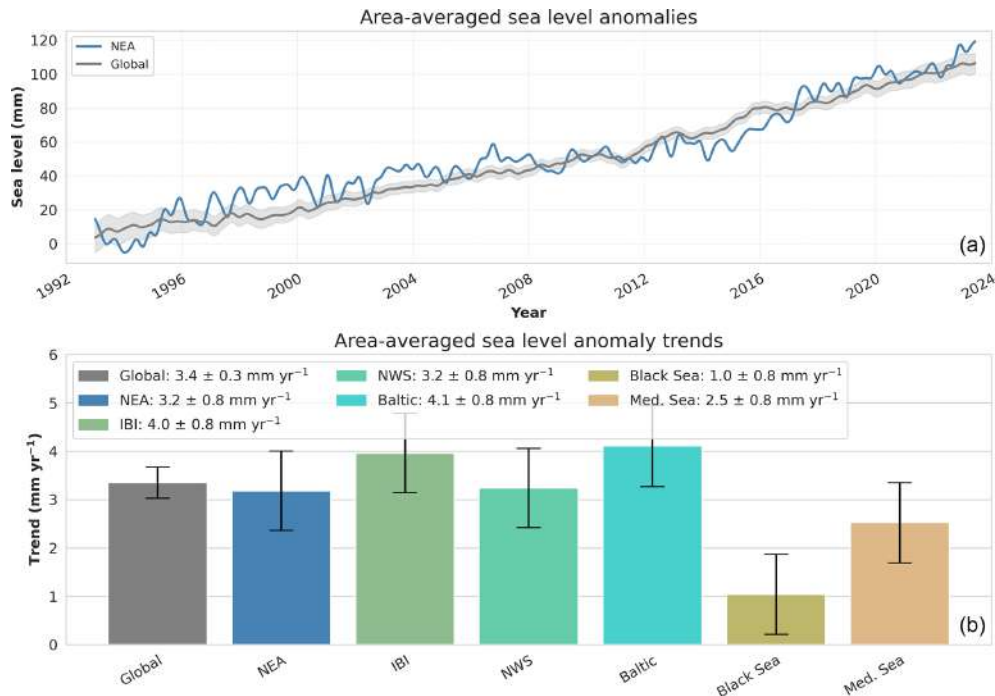 Area-averaged sea level anomalies
NEA
Global
120
100
80
60
40
20
0
Sea level (mm)
(a)
1992
1996
2000
2004
2008
2012
2016
2020
2024
Year
Area-averaged sea level anomaly trends
Global: 3.4 ± 0.3 mm yr⁻¹
NEA: 3.2 ± 0.8 mm yr⁻¹
IBI: 4.0 ± 0.8 mm yr⁻¹
NWS: 3.2 ± 0.8 mm yr⁻¹
Baltic: 4.1 ± 0.8 mm yr⁻¹
Black Sea: 1.0 ± 0.8 mm yr⁻¹
Med. Sea: 2.5 ± 0.8 mm yr⁻¹
6
5
4
3
2
1
0
Trend (mm yr⁻¹)
(b)
Global
NEA
IBI
NWS
Baltic
Black Sea
Med. Sea